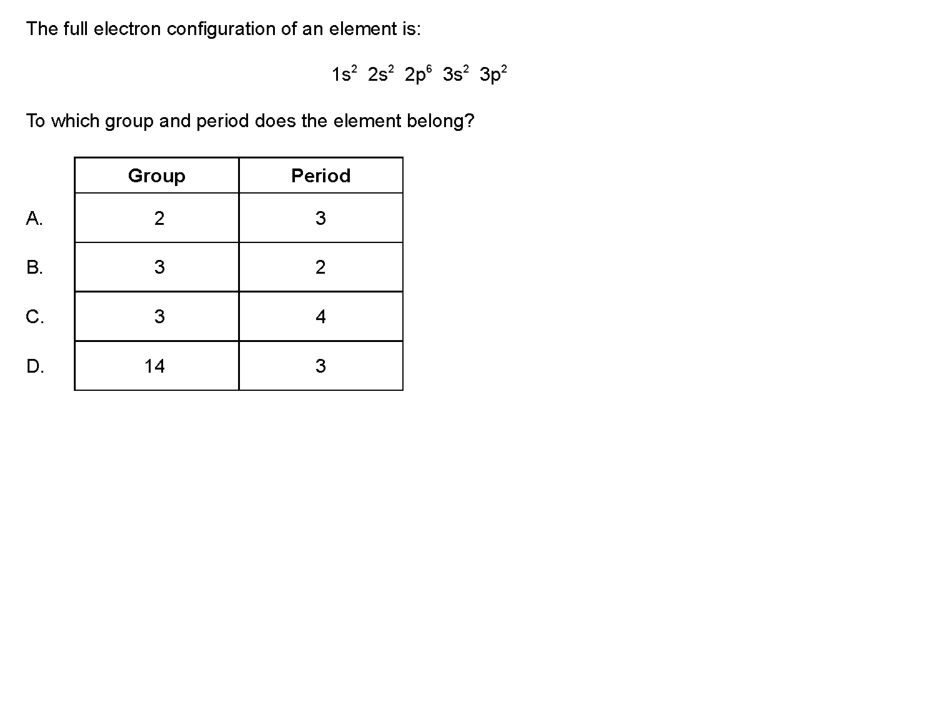 The full electron configuration of an element is:
1s² 2s² 2p⁶ 3s² 3p²
To which group and period does the element belong?
Group Period
A. 2 3
B. 3 2
C. 3 4
D. 14 3